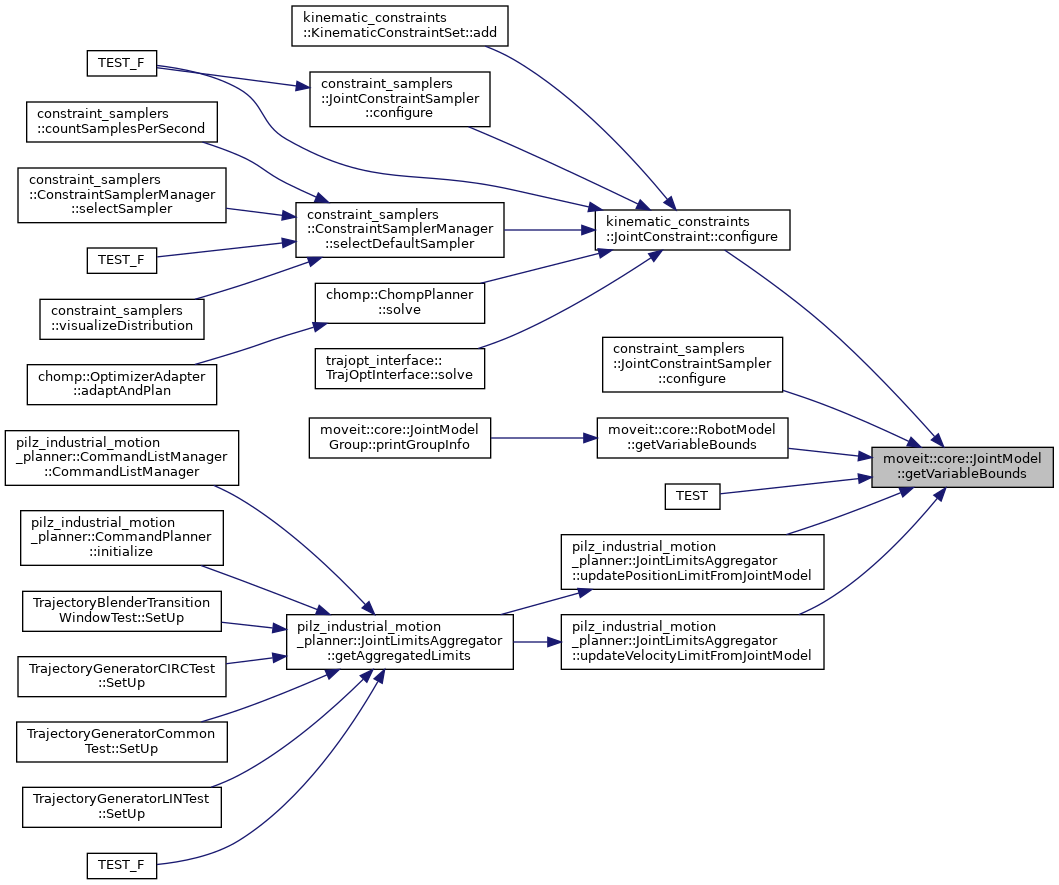 kinematic_constraints
::KinematicConstraintSet::add
TEST_F
constraint_samplers
::JointConstraintSampler
::configure
constraint_samplers
::countSamplesPerSecond
constraint_samplers
::ConstraintSamplerManager
::selectSampler
constraint_samplers
::ConstraintSamplerManager
::selectDefaultSampler
kinematic_constraints
::JointConstraint::configure
TEST_F
chomp::ChompPlanner
::solve
constraint_samplers
::visualizeDistribution
trajopt_interface::
TrajOptInterface::solve
constraint_samplers
::JointConstraintSampler
::configure
chomp::OptimizerAdapter
::adaptAndPlan
moveit::core::JointModel
Group::printGroupInfo
moveit::core::RobotModel
::getVariableBounds
pilz_industrial_motion
_planner::CommandListManager
::CommandListManager
moveit::core::JointModel
::getVariableBounds
TEST
pilz_industrial_motion
_planner::CommandPlanner
::initialize
pilz_industrial_motion
_planner::JointLimitsAggregator
::updatePositionLimitFromJointModel
TrajectoryBlenderTransition
WindowTest::SetUp
pilz_industrial_motion
_planner::JointLimitsAggregator
::getAggregatedLimits
pilz_industrial_motion
_planner::JointLimitsAggregator
::updateVelocityLimitFromJointModel
TrajectoryGeneratorCIRCTest
::SetUp
TrajectoryGeneratorCommon
Test::SetUp
TrajectoryGeneratorLINTest
::SetUp
TEST_F